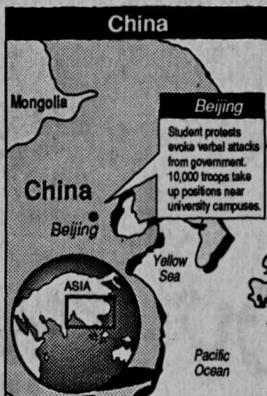 China
Mongolia
Beijing
Student protests
evoke verbal attacks
from government.
10,000 troops take
up positions near
university campuses.
China
Beijing
Yellow
Sea
ASIA
Pacific
Ocean